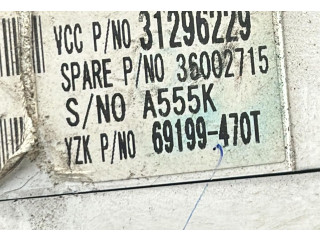 VCC P/NO 31296229
SPARE P/NO 36002715
S/NO A555K
YZK P/NO 69199-470T